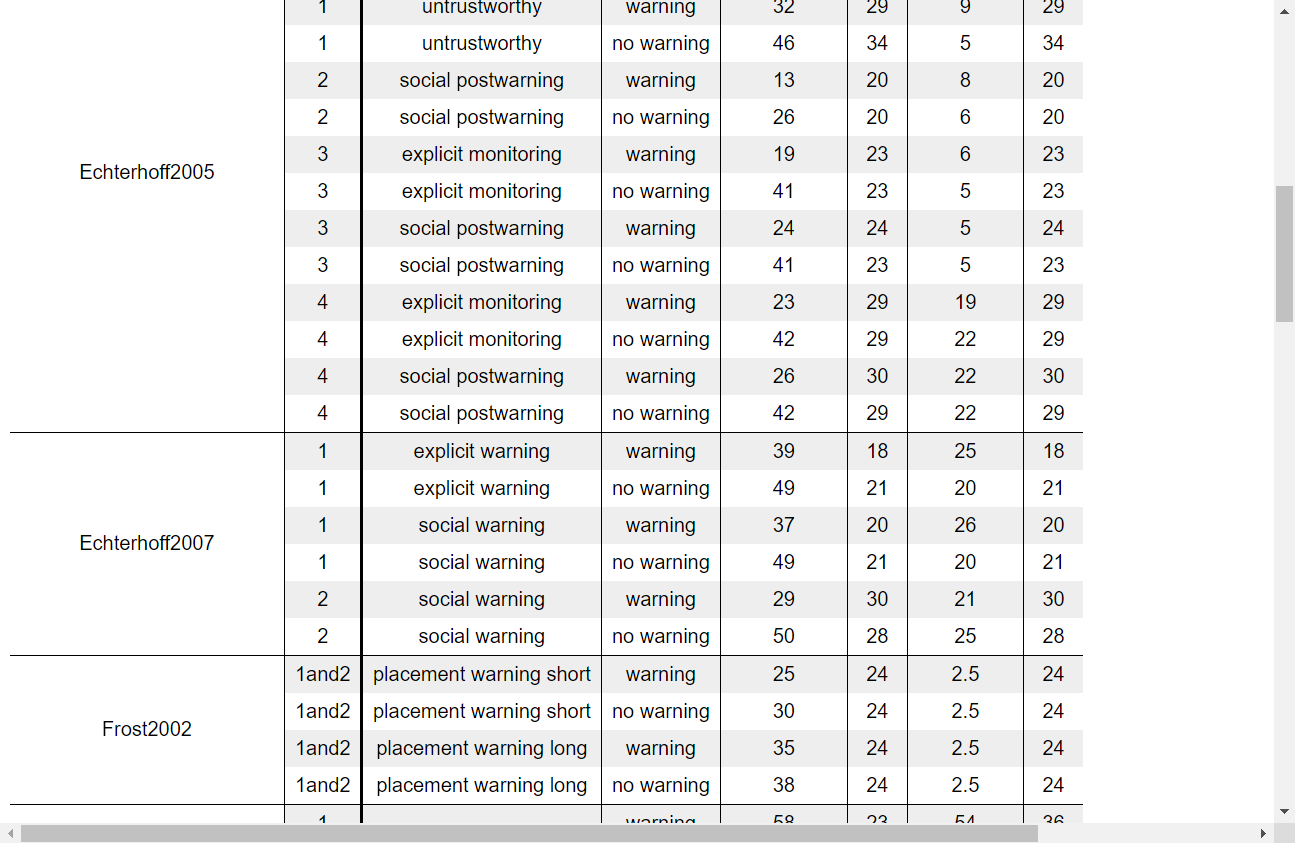 1 untrustworthy warning 32 29 9 29
1 untrustworthy no warning 46 34 5 34
2 social postwarning warning 13 20 8 20
2 social postwarning no warning 26 20 6 20
3 explicit monitoring warning 19 23 6 23
Echterhoff2005
3 explicit monitoring no warning 41 23 5 23
3 social postwarning warning 24 24 5 24
3 social postwarning no warning 41 23 5 23
4 explicit monitoring warning 23 29 19 29
4 explicit monitoring no warning 42 29 22 29
4 social postwarning warning 26 30 22 30
4 social postwarning no warning 42 29 22 29
1 explicit warning warning 39 18 25 18
1 explicit warning no warning 49 21 20 21
1 social warning warning 37 20 26 20
Echterhoff2007
1 social warning no warning 49 21 20 21
2 social warning warning 29 30 21 30
2 social warning no warning 50 28 25 28
1and2 placement warning short warning 25 24 2.5 24
1and2 placement warning short no warning 30 24 2.5 24
Frost2002
1and2 placement warning long warning 35 24 2.5 24
1and2 placement warning long no warning 38 24 2.5 24
1 warning 58 23 54 36